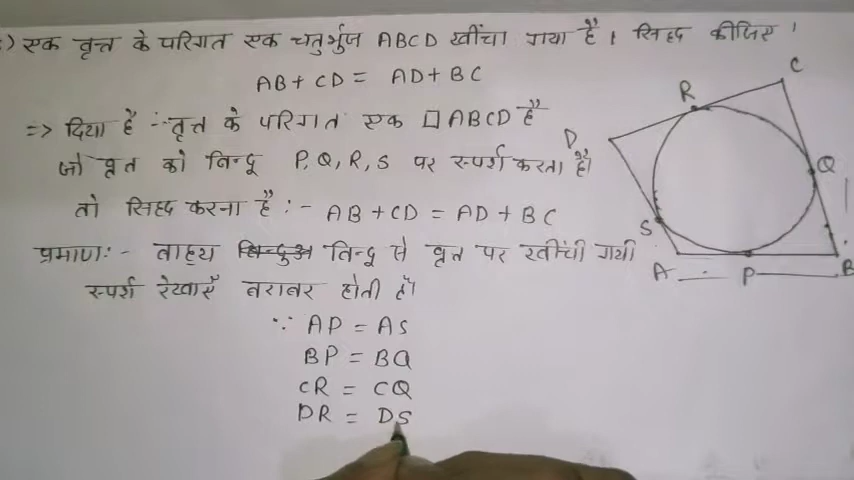 ) एक वृत्त के परिगत एक चतुर्भुज ABCD खींचा गया है। सिद्ध कीजिए।
AB + CD = AD + BC
=> दिया है :- वृत्त के परिगत एक □ABCD है
जो वृत को बिन्दू P, Q, R, S पर स्पर्श करता है।
तो सिद्ध करना है :- AB + CD = AD + BC
प्रमाण :- बाह्य बिन्दू से वृत्त पर खींची गयी
स्पर्श रेखाएँ बराबर होती है।
∵ AP = AS
BP = BQ
CR = CQ
DR = DS
C
R
D
Q
S
A
P
B